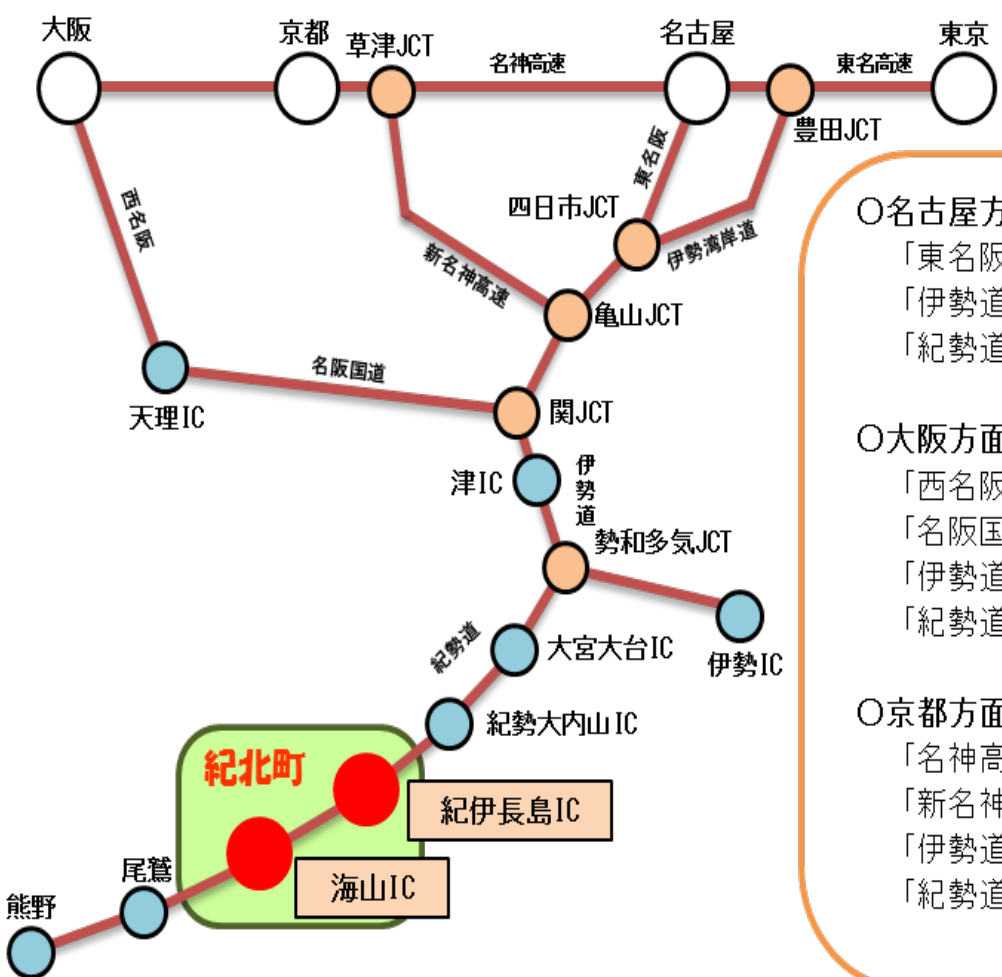 大阪
京都
草津JCT
名神高速
名古屋
東名高速
東京
豊田JCT
東名阪
四日市JCT
伊勢湾岸道
西名阪
新名神高速
亀山JCT
名阪国道
天理IC
関JCT
津IC
伊勢道
勢和多気JCT
大宮大台IC
伊勢IC
紀勢道
紀勢大内山IC
紀北町
紀伊長島IC
海山IC
尾鷲
熊野
○名古屋方
「東名阪
「伊勢道
「紀勢道
○大阪方面
「西名阪
「名阪国
「伊勢道
「紀勢道
○京都方面
「名神高
「新名神
「伊勢道
「紀勢道